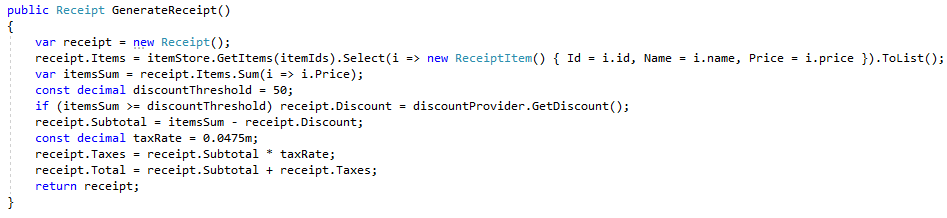 public Receipt GenerateReceipt()
{
    var receipt = new Receipt();
    receipt.Items = itemStore.GetItems(itemIds).Select(i => new ReceiptItem() { Id = i.id, Name = i.name, Price = i.price }).ToList();
    var itemsSum = receipt.Items.Sum(i => i.Price);
    const decimal discountThreshold = 50;
    if (itemsSum >= discountThreshold) receipt.Discount = discountProvider.GetDiscount();
    receipt.Subtotal = itemsSum - receipt.Discount;
    const decimal taxRate = 0.0475m;
    receipt.Taxes = receipt.Subtotal * taxRate;
    receipt.Total = receipt.Subtotal + receipt.Taxes;
    return receipt;
}